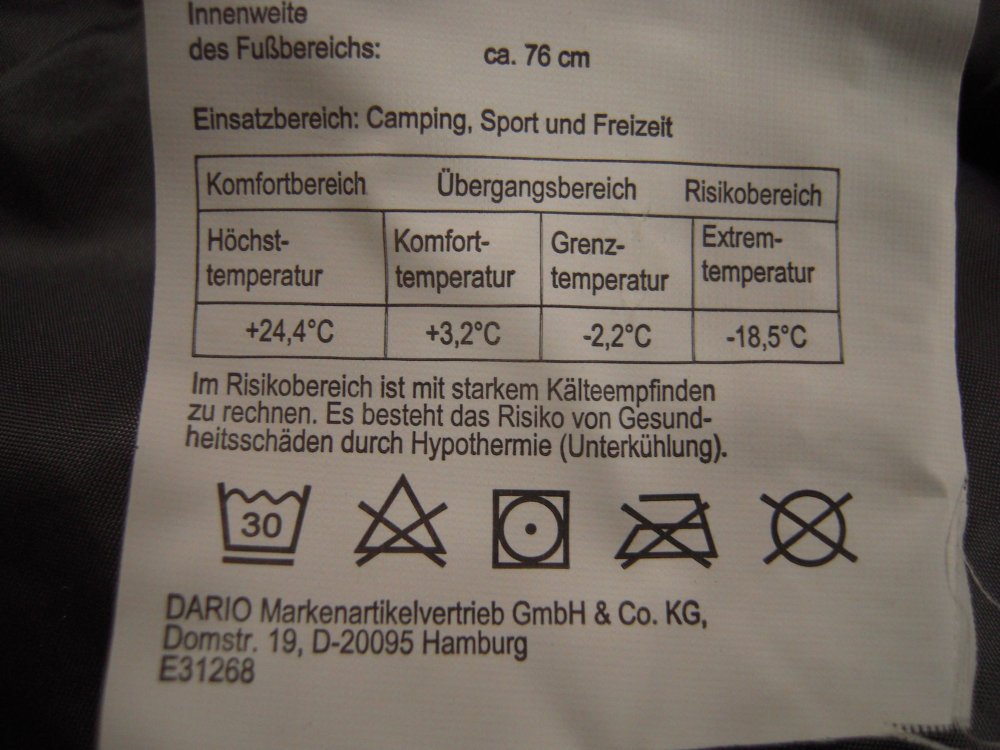 Innenweite
des Fußbereichs: ca. 76 cm
Einsatzbereich: Camping, Sport und Freizeit
Komfortbereich Übergangsbereich Risikobereich
Höchst- Komfort- Grenz- Extrem-
temperatur temperatur temperatur temperatur
+24,4°C +3,2°C -2,2°C -18,5°C
Im Risikobereich ist mit starkem Kälteempfinden
zu rechnen. Es besteht das Risiko von Gesund-
heitsschäden durch Hypothermie (Unterkühlung).
30
DARIO Markenartikelvertrieb GmbH & Co. KG,
Domstr. 19, D-20095 Hamburg
E31268